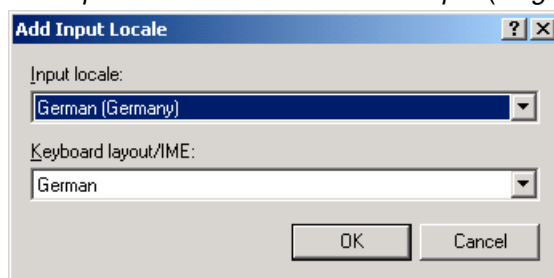 Add Input Locale
Input locale:
German (Germany)
Keyboard layout/IME:
German
OK Cancel